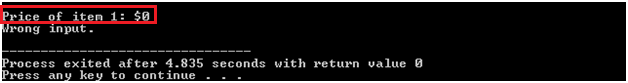 Price of item 1: $0
Wrong input.
--------------------------------
Process exited after 4.835 seconds with return value 0
Press any key to continue . . .